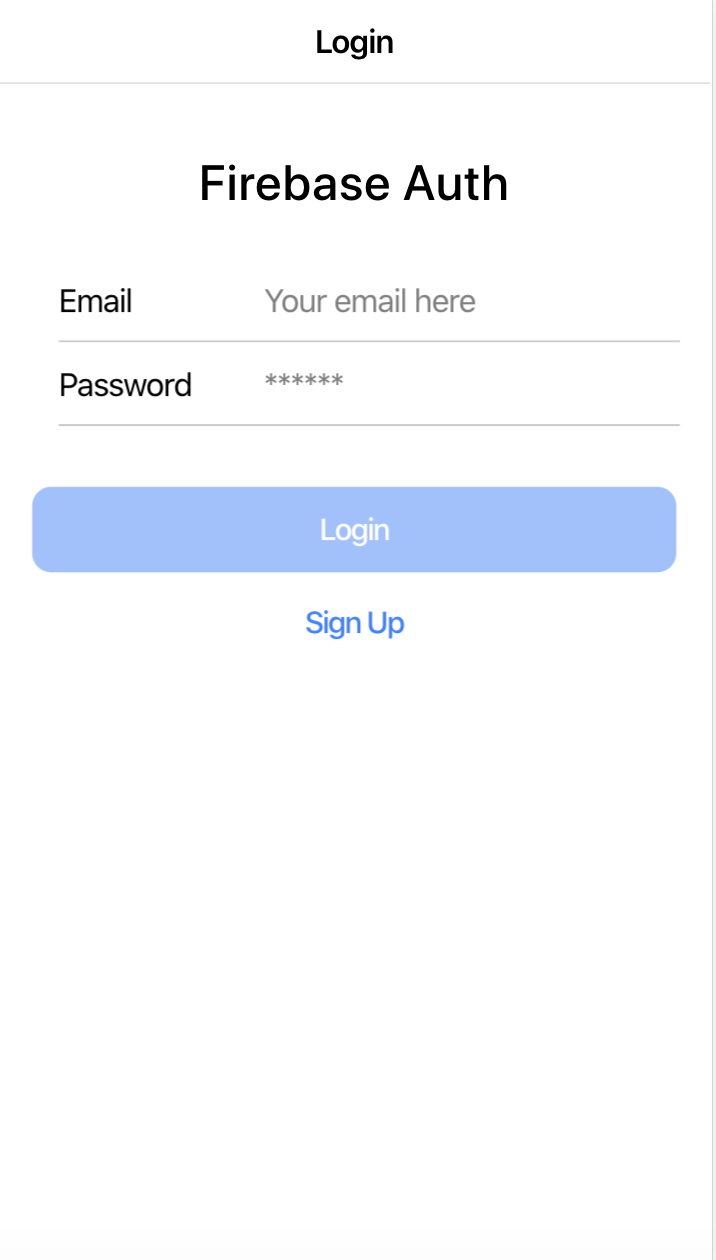 Login
Firebase Auth
Email Your email here
Password ******
Login
Sign Up